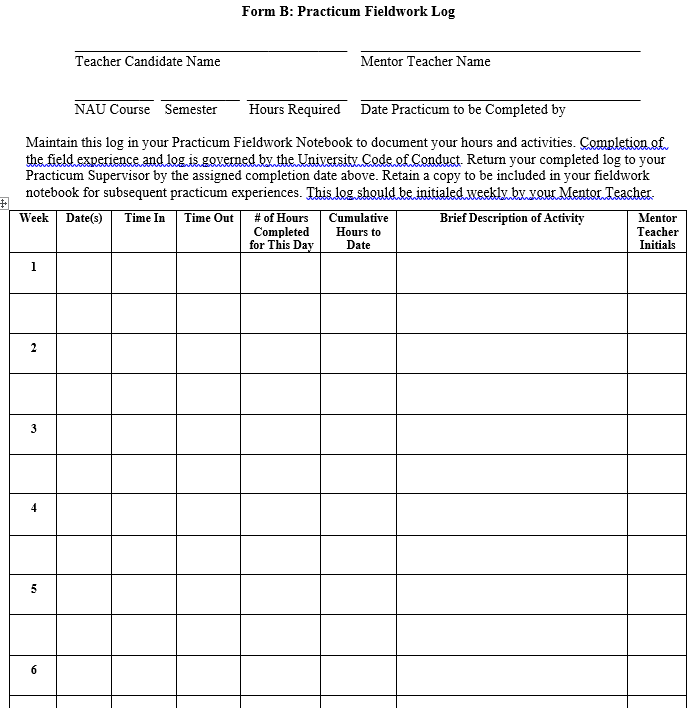 Form B: Practicum Fieldwork Log
Teacher Candidate Name Mentor Teacher Name
NAU Course Semester Hours Required Date Practicum to be Completed by
Maintain this log in your Practicum Fieldwork Notebook to document your hours and activities. Completion of
the field experience and log is governed by the University Code of Conduct. Return your completed log to your
Practicum Supervisor by the assigned completion date above. Retain a copy to be included in your fieldwork
notebook for subsequent practicum experiences. This log should be initialed weekly by your Mentor Teacher.
Week Date(s) Time In Time Out # of Hours Cumulative Brief Description of Activity Mentor
Completed Hours to Teacher
for This Day Date Initials
1
2
3
4
5
6